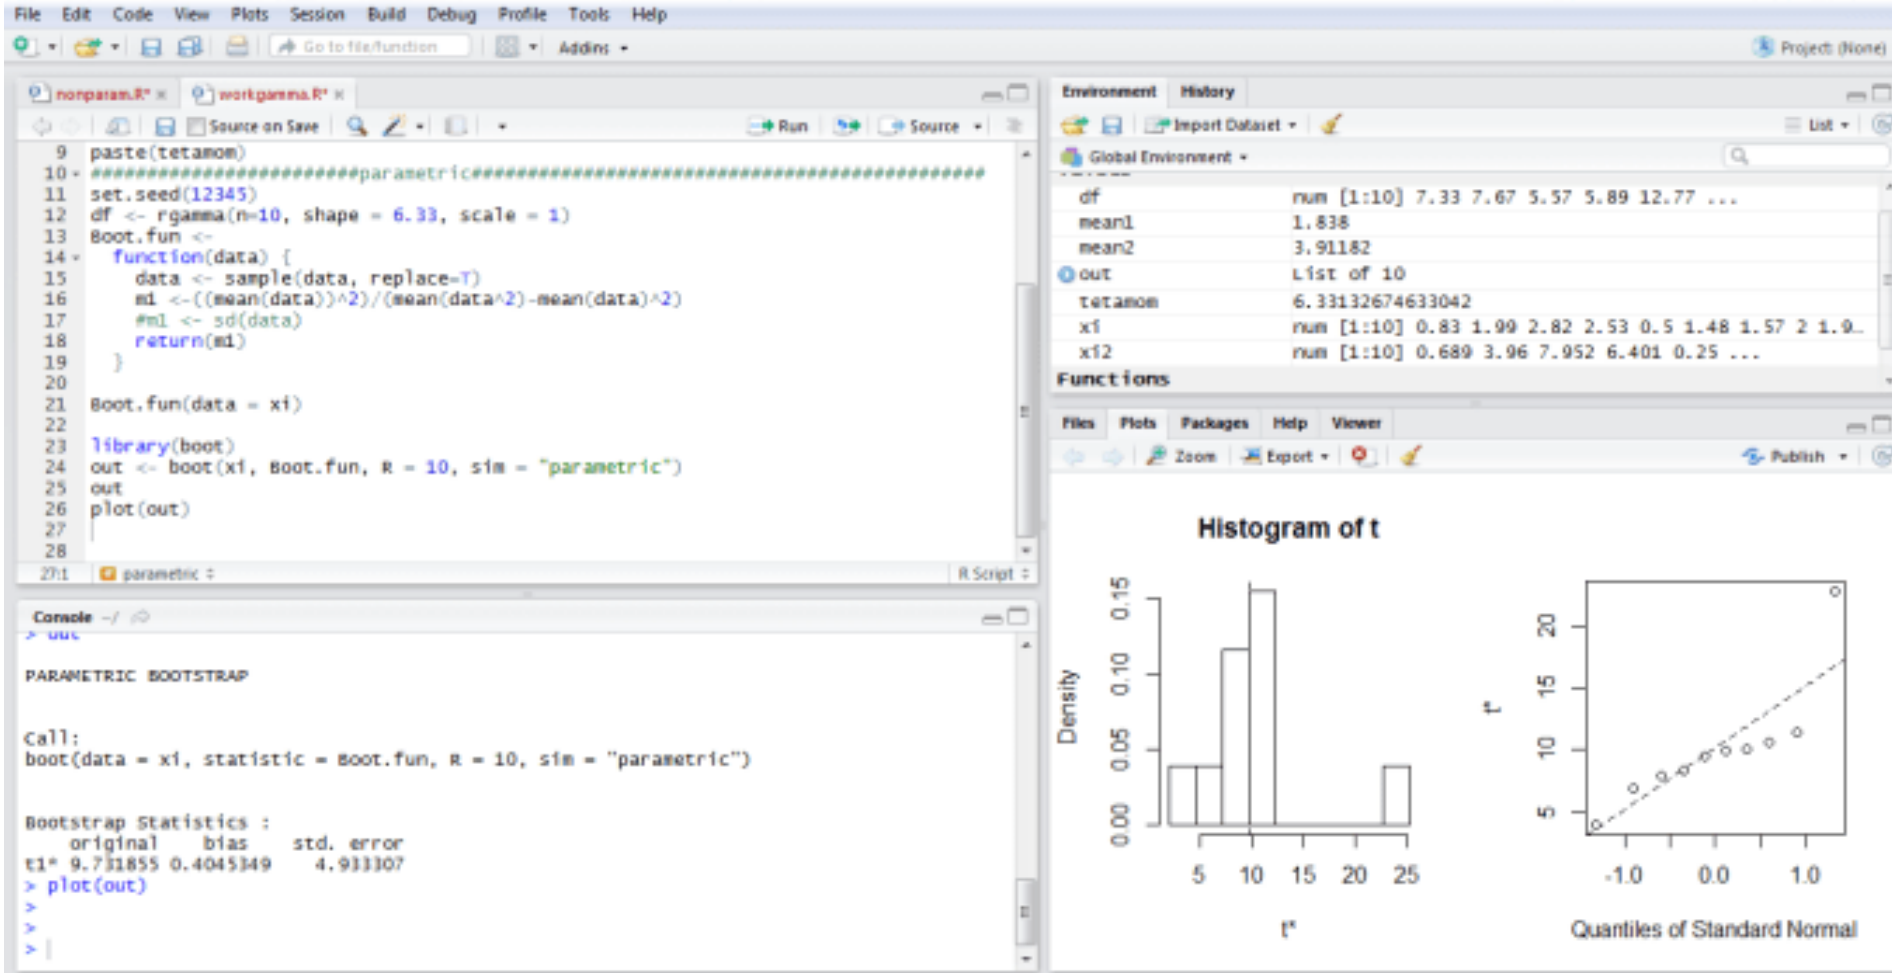 File Edit Code View Plots Session Build Debug Profile Tools Help
Go to file/function Addins Project: (None)
nonparam.R* workgamma.R*
Source on Save Run Source
9 paste(tetamom)
10 ########################parametric##############################################
11 set.seed(12345)
12 df <- rgamma(n=10, shape = 6.33, scale = 1)
13 Boot.fun <-
14 function(data) {
15 data <- sample(data, replace=T)
16 m1 <-((mean(data))^2)/(mean(data^2)-mean(data)^2)
17 #m1 <- sd(data)
18 return(m1)
19 }
20
21 Boot.fun(data = xi)
22
23 library(boot)
24 out <- boot(xi, Boot.fun, R = 10, sim = "parametric")
25 out
26 plot(out)
27
28
27:1 parametric R Script
Console ~/
> out
PARAMETRIC BOOTSTRAP
Call:
boot(data = xi, statistic = Boot.fun, R = 10, sim = "parametric")
Bootstrap Statistics :
original bias std. error
t1* 9.731855 0.4045349 4.933307
> plot(out)
>
>
>
Environment History
Import Dataset List
Global Environment
df num [1:10] 7.33 7.67 5.57 5.89 12.77 ...
mean1 1.838
mean2 3.91182
out List of 10
tetamom 6.33132674633042
xi num [1:10] 0.83 1.99 2.82 2.53 0.5 1.48 1.57 2 1.9…
xi2 num [1:10] 0.689 3.96 7.952 6.401 0.25 ...
Functions
Files Plots Packages Help Viewer
Zoom Export Publish
Histogram of t
Density
0.00 0.05 0.10 0.15
5 10 15 20 25
t*
t*
5 10 15 20
-1.0 0.0 1.0
Quantiles of Standard Normal